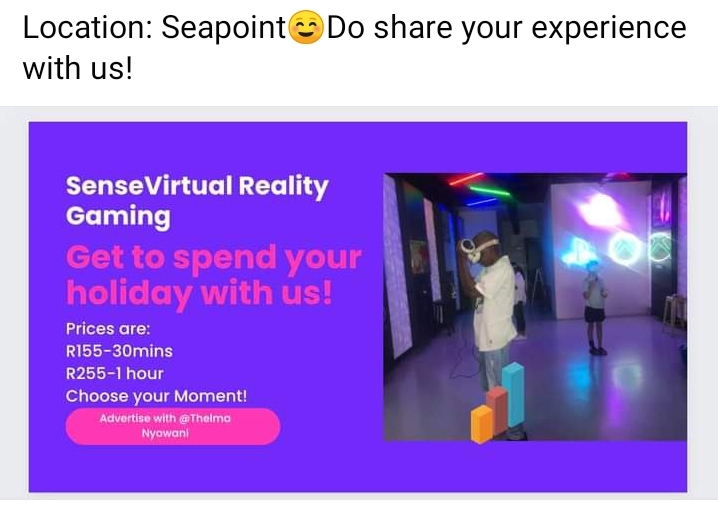 Location: Seapoint😊Do share your experience
with us!
SenseVirtual Reality
Gaming
Get to spend your
holiday with us!
Prices are:
R155-30mins
R255-1 hour
Choose your Moment!
Advertise with @Thelma
Nyowani